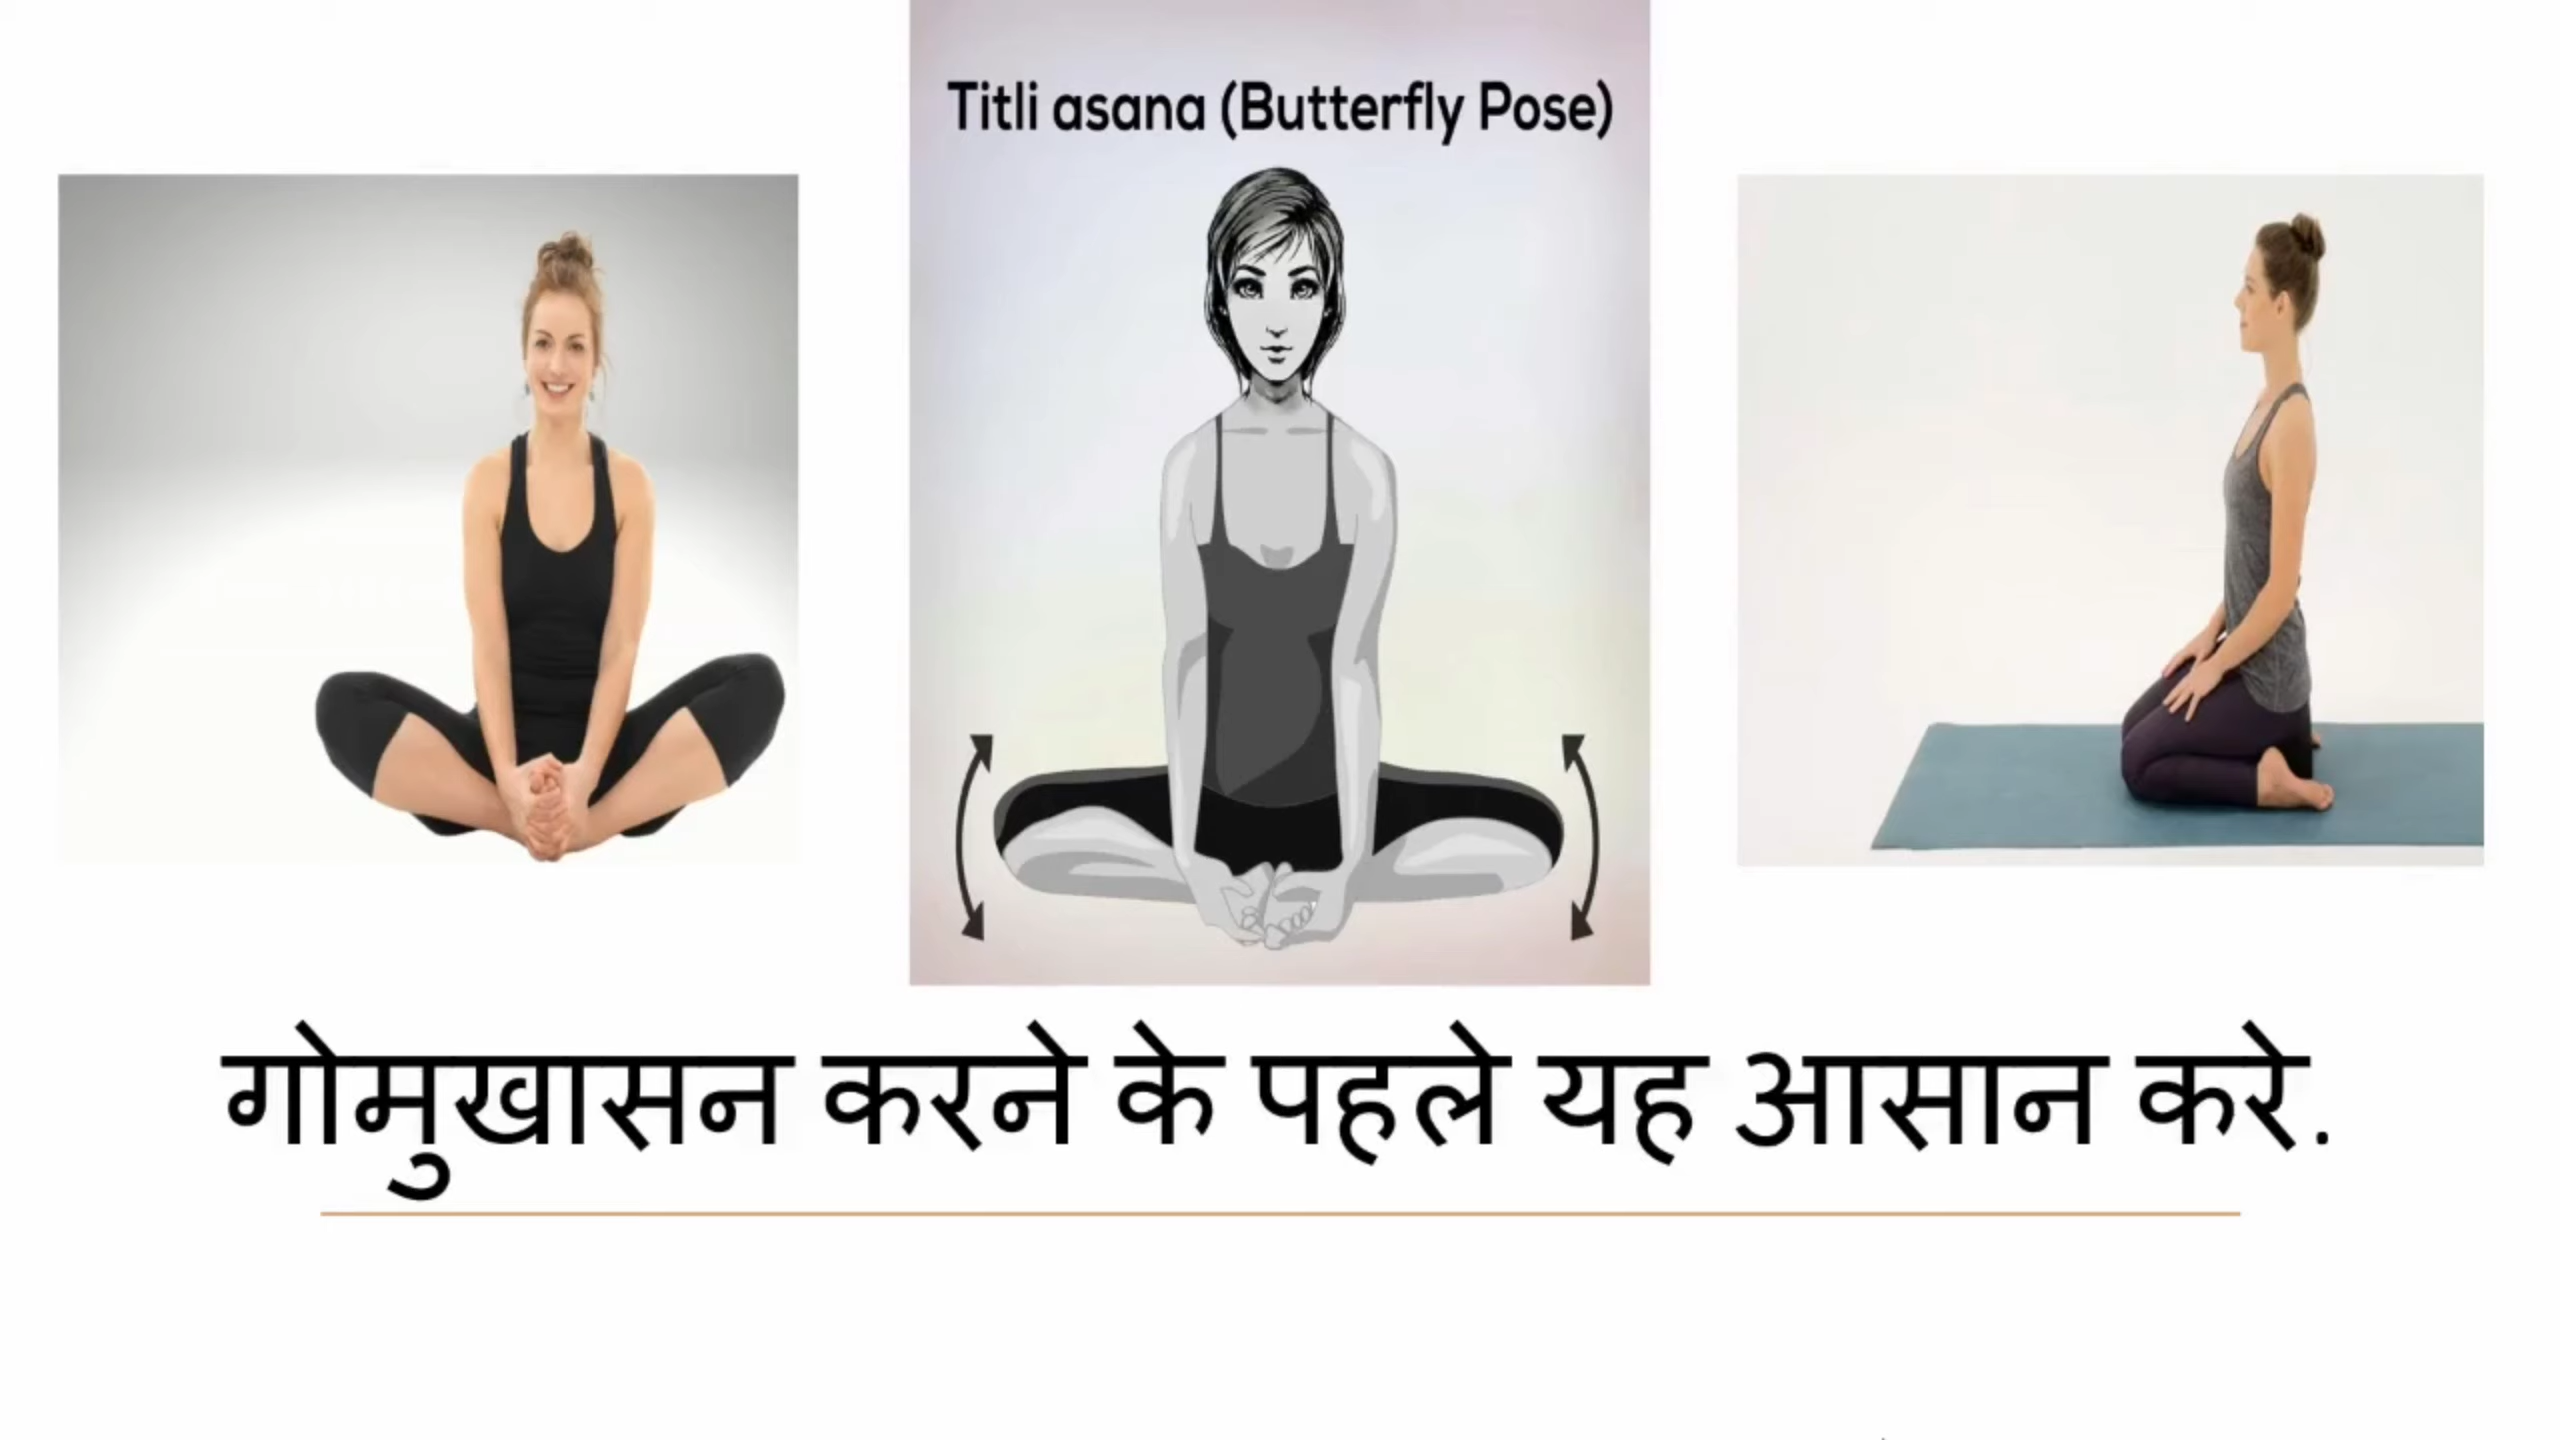 Titli asana (Butterfly Pose)
गोमुखासन करने के पहले यह आसान करे.